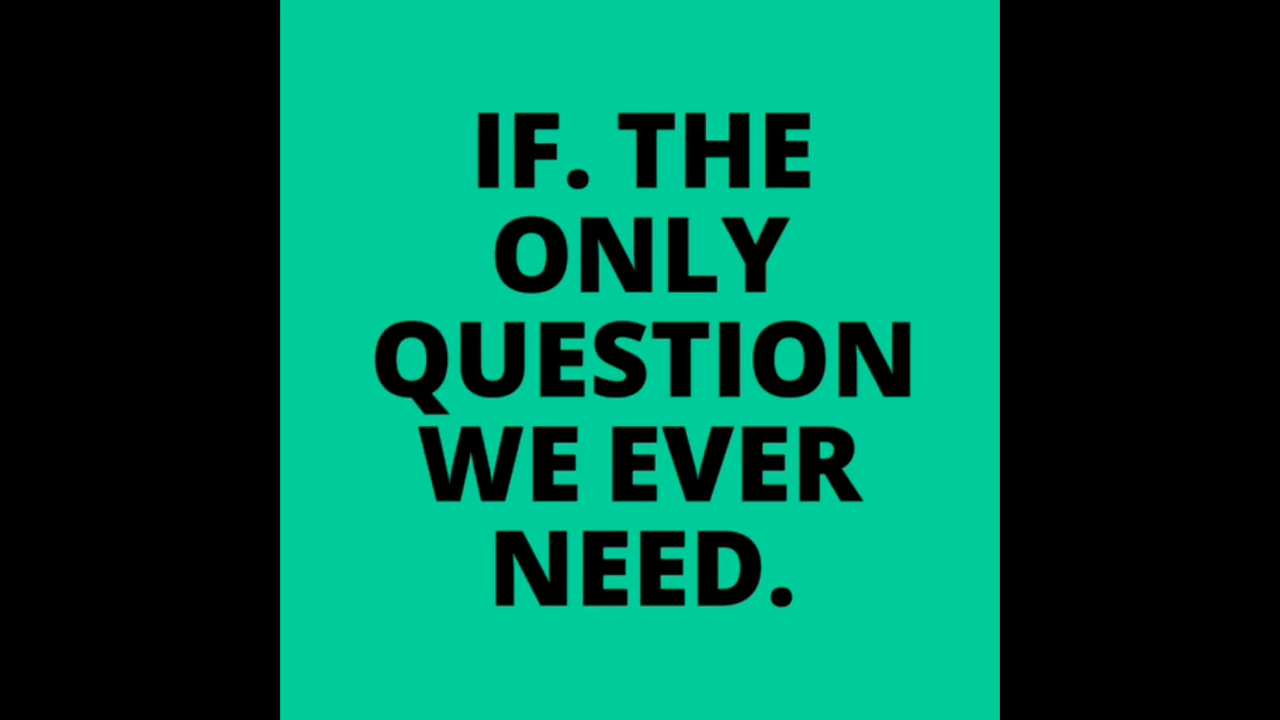 IF. THE
ONLY
QUESTION
WE EVER
NEED.